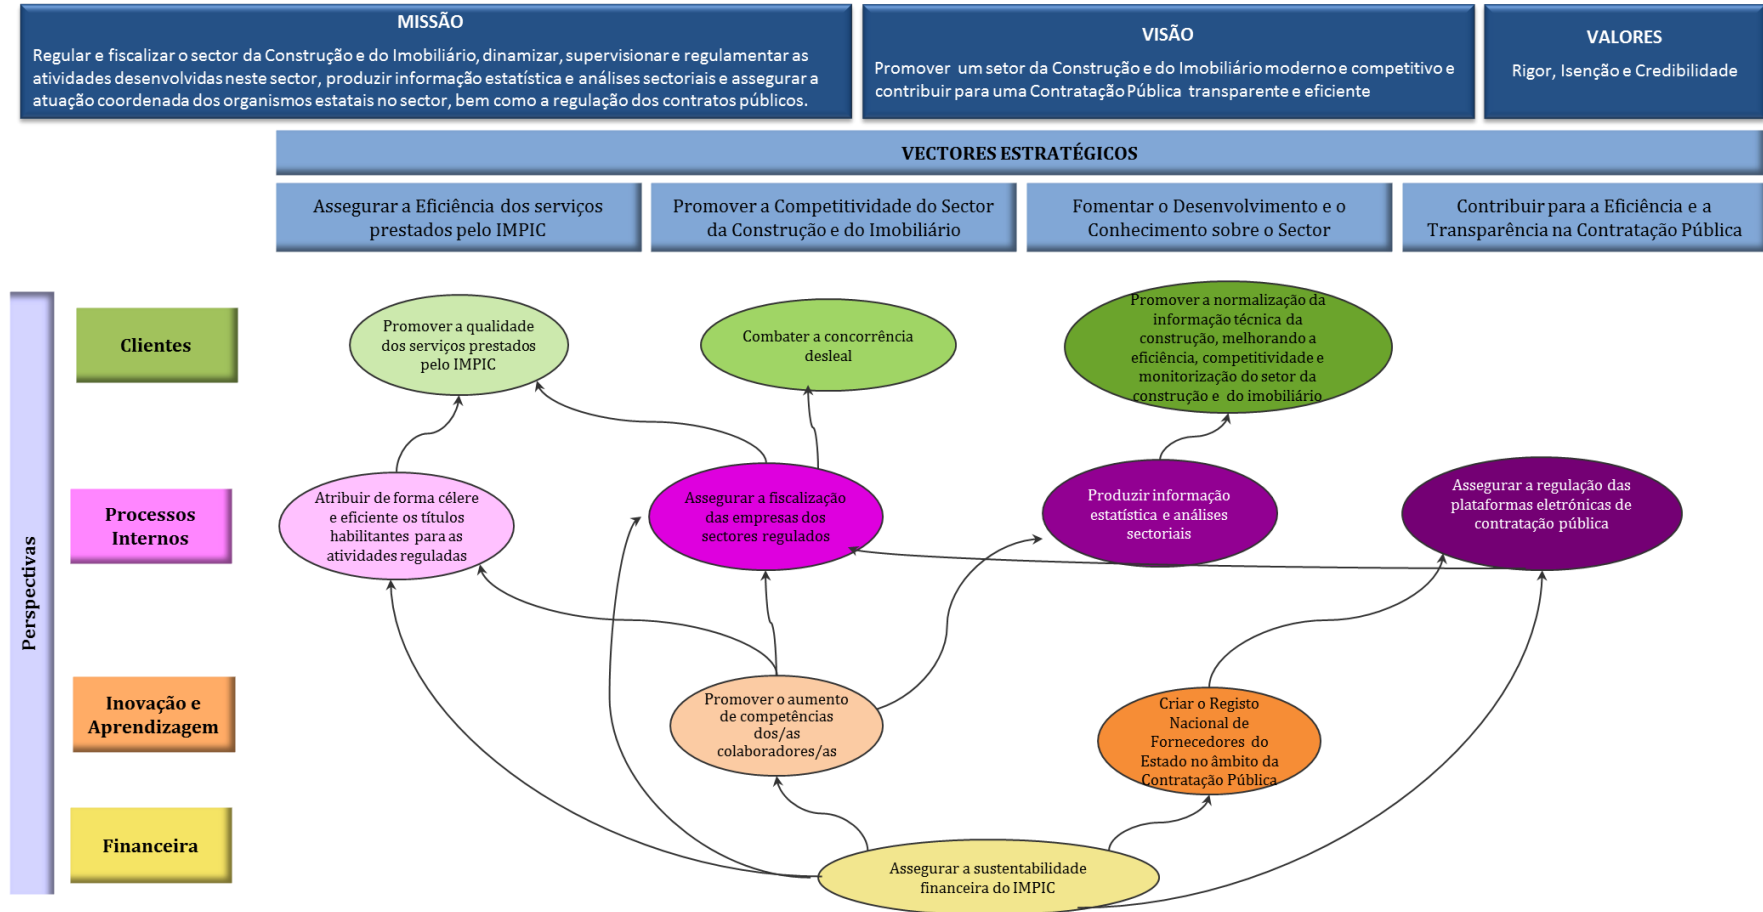 MISSÃO
Regular e fiscalizar o sector da Construção e do Imobiliário, dinamizar, supervisionar e regulamentar as
atividades desenvolvidas neste sector, produzir informação estatística e análises sectoriais e assegurar a
atuação coordenada dos organismos estatais no sector, bem como a regulação dos contratos públicos.
VISÃO
Promover um setor da Construção e do Imobiliário moderno e competitivo e
contribuir para uma Contratação Pública transparente e eficiente
VALORES
Rigor, Isenção e Credibilidade
VECTORES ESTRATÉGICOS
Assegurar a Eficiência dos serviços
prestados pelo IMPIC
Promover a Competitividade do Sector
da Construção e do Imobiliário
Fomentar o Desenvolvimento e o
Conhecimento sobre o Sector
Contribuir para a Eficiência e a
Transparência na Contratação Pública
Perspectivas
Clientes
Promover a qualidade
dos serviços prestados
pelo IMPIC
Combater a concorrência
desleal
Promover a normalização da
informação técnica da
construção, melhorando a
eficiência, competitividade e
monitorização do setor da
construção e do imobiliário
Processos
Internos
Atribuir de forma célere
e eficiente os títulos
habilitantes para as
atividades reguladas
Assegurar a fiscalização
das empresas dos
sectores regulados
Produzir informação
estatística e análises
sectoriais
Assegurar a regulação das
plataformas eletrónicas de
contratação pública
Inovação e
Aprendizagem
Promover o aumento
de competências
dos/as
colaboradores/as
Criar o Registo
Nacional de
Fornecedores do
Estado no âmbito da
Contratação Pública
Financeira
Assegurar a sustentabilidade
financeira do IMPIC